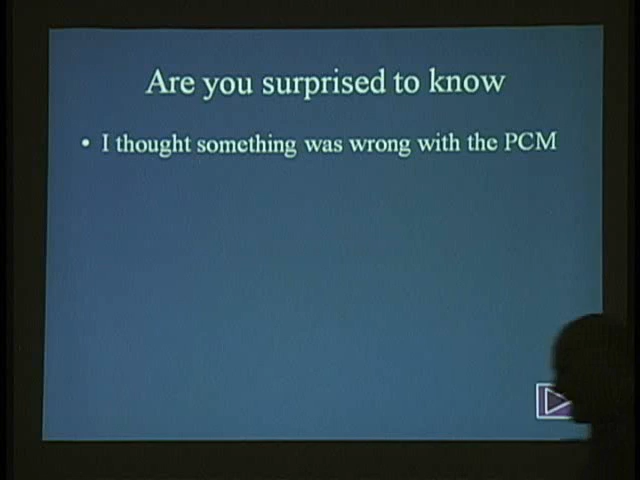 Are you surprised to know
• I thought something was wrong with the PCM